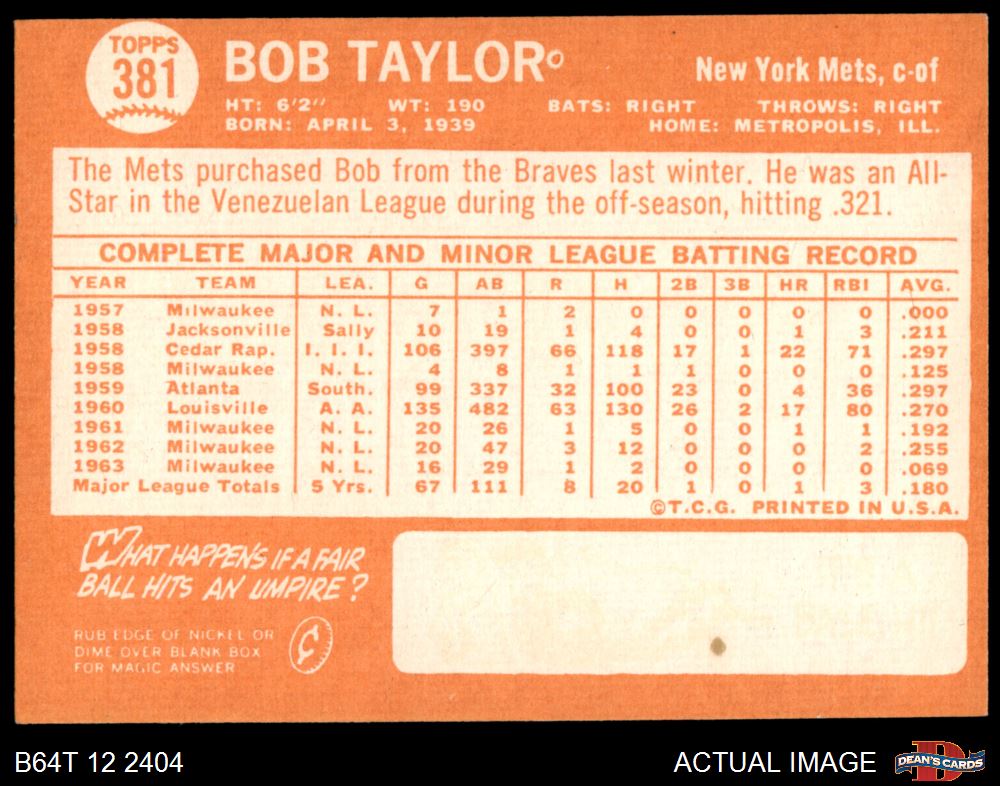 TOPPS
381
BOB TAYLOR
New York Mets, c-of
HT: 6'2" WT: 190 BATS: RIGHT THROWS: RIGHT
BORN: APRIL 3, 1939 HOME: METROPOLIS, ILL.
The Mets purchased Bob from the Braves last winter. He was an All-
Star in the Venezuelan League during the off-season, hitting .321.
COMPLETE MAJOR AND MINOR LEAGUE BATTING RECORD
YEAR TEAM LEA. G AB R H 2B 3B HR RBI AVG.
1957 Milwaukee N. L. 7 1 2 0 0 0 0 0 .000
1958 Jacksonville Sally 10 19 1 4 0 0 1 3 .211
1958 Cedar Rap. I. I. I. 106 397 66 118 17 1 22 71 .297
1958 Milwaukee N. L. 4 8 1 1 1 0 0 0 .125
1959 Atlanta South. 99 337 32 100 23 0 4 36 .297
1960 Louisville A. A. 135 482 63 130 26 2 17 80 .270
1961 Milwaukee N. L. 20 26 1 5 0 0 1 1 .192
1962 Milwaukee N. L. 20 47 3 12 0 0 0 2 .255
1963 Milwaukee N. L. 16 29 1 2 0 0 0 0 .069
Major League Totals 5 Yrs. 67 111 8 20 1 0 1 3 .180
©T.C.G. PRINTED IN U.S.A.
WHAT HAPPENS IF A FAIR
BALL HITS AN UMPIRE?
RUB EDGE OF NICKEL OR
DIME OVER BLANK BOX
FOR MAGIC ANSWER
B64T 12 2404
ACTUAL IMAGE
DEAN'S CARDS